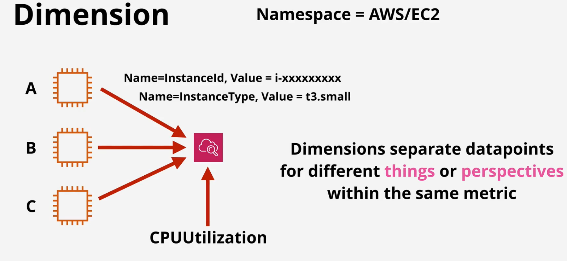 Dimension
Namespace = AWS/EC2
A
Name=InstanceId, Value = i-xxxxxxxxx
Name=InstanceType, Value = t3.small
B
Dimensions separate datapoints
for different things or perspectives
within the same metric
C
CPUUtilization